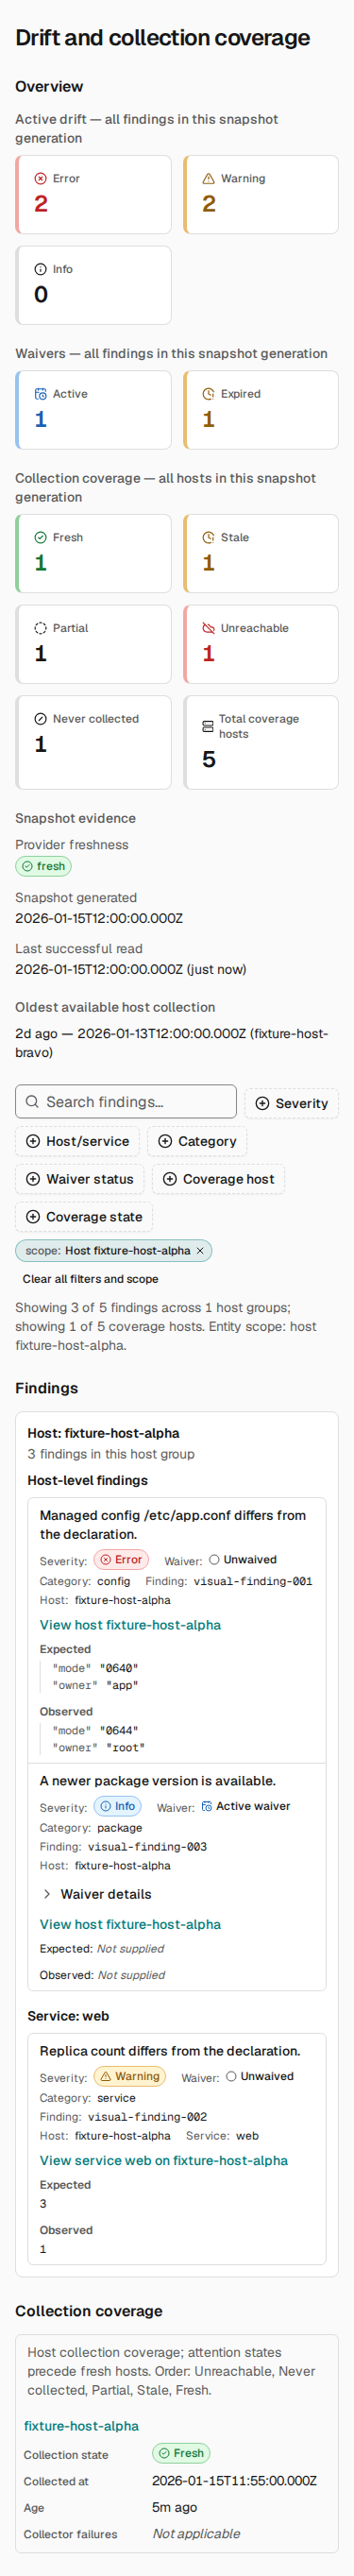 Drift and collection coverage
Overview
Active drift — all findings in this snapshot
generation
Error
2
Warning
2
Info
0
Waivers — all findings in this snapshot generation
Active
1
Expired
1
Collection coverage — all hosts in this snapshot
generation
Fresh
1
Stale
1
Partial
1
Unreachable
1
Never collected
1
Total coverage
hosts
5
Snapshot evidence
Provider freshness
fresh
Snapshot generated
2026-01-15T12:00:00.000Z
Last successful read
2026-01-15T12:00:00.000Z (just now)
Oldest available host collection
2d ago — 2026-01-13T12:00:00.000Z (fixture-host-
bravo)
Search findings...
Severity
Host/service
Category
Waiver status
Coverage host
Coverage state
scope: Host fixture-host-alpha ×
Clear all filters and scope
Showing 3 of 5 findings across 1 host groups;
showing 1 of 5 coverage hosts. Entity scope: host
fixture-host-alpha.
Findings
Host: fixture-host-alpha
3 findings in this host group
Host-level findings
Managed config /etc/app.conf differs from
the declaration.
Severity: Error Waiver: Unwaived
Category: config Finding: visual-finding-001
Host: fixture-host-alpha
View host fixture-host-alpha
Expected
"mode" "0640"
"owner" "app"
Observed
"mode" "0644"
"owner" "root"
A newer package version is available.
Severity: Info Waiver: Active waiver
Category: package
Finding: visual-finding-003
Host: fixture-host-alpha
Waiver details
View host fixture-host-alpha
Expected: Not supplied
Observed: Not supplied
Service: web
Replica count differs from the declaration.
Severity: Warning Waiver: Unwaived
Category: service
Finding: visual-finding-002
Host: fixture-host-alpha Service: web
View service web on fixture-host-alpha
Expected
3
Observed
1
Collection coverage
Host collection coverage; attention states
precede fresh hosts. Order: Unreachable, Never
collected, Partial, Stale, Fresh.
fixture-host-alpha
Collection state Fresh
Collected at 2026-01-15T11:55:00.000Z
Age 5m ago
Collector failures Not applicable